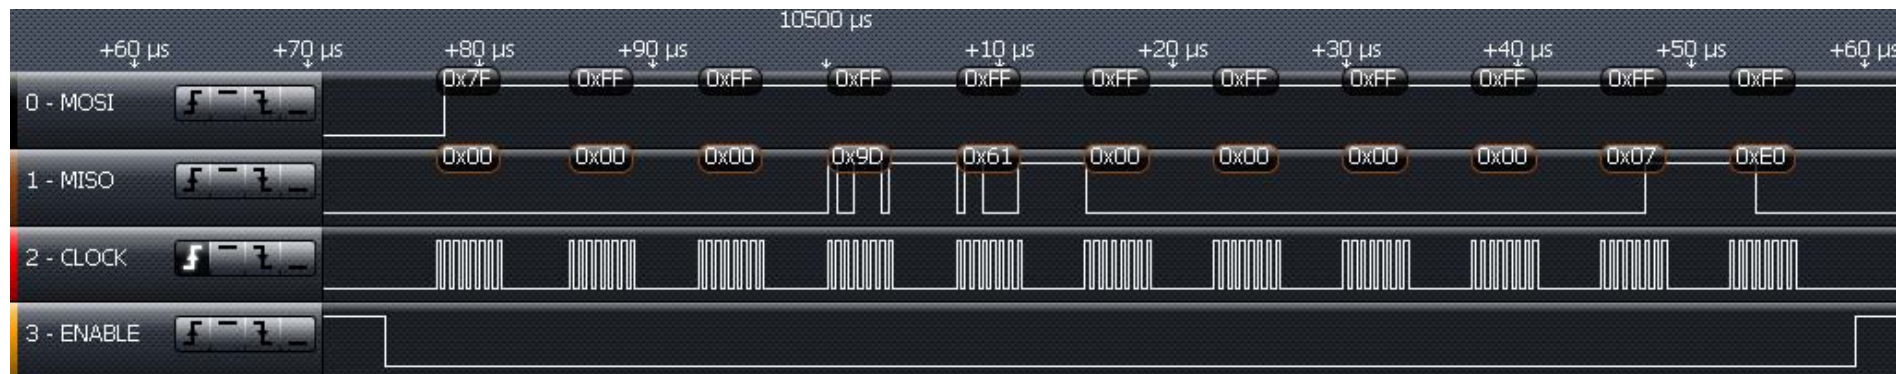 10500 µs
+60 µs +70 µs +80 µs +90 µs +10 µs +20 µs +30 µs +40 µs +50 µs +60 µs
0 - MOSI 0x7F 0xFF 0xFF 0xFF 0xFF 0xFF 0xFF 0xFF 0xFF 0xFF 0xFF
1 - MISO 0x00 0x00 0x00 0x9D 0x61 0x00 0x00 0x00 0x00 0x07 0xE0
2 - CLOCK
3 - ENABLE